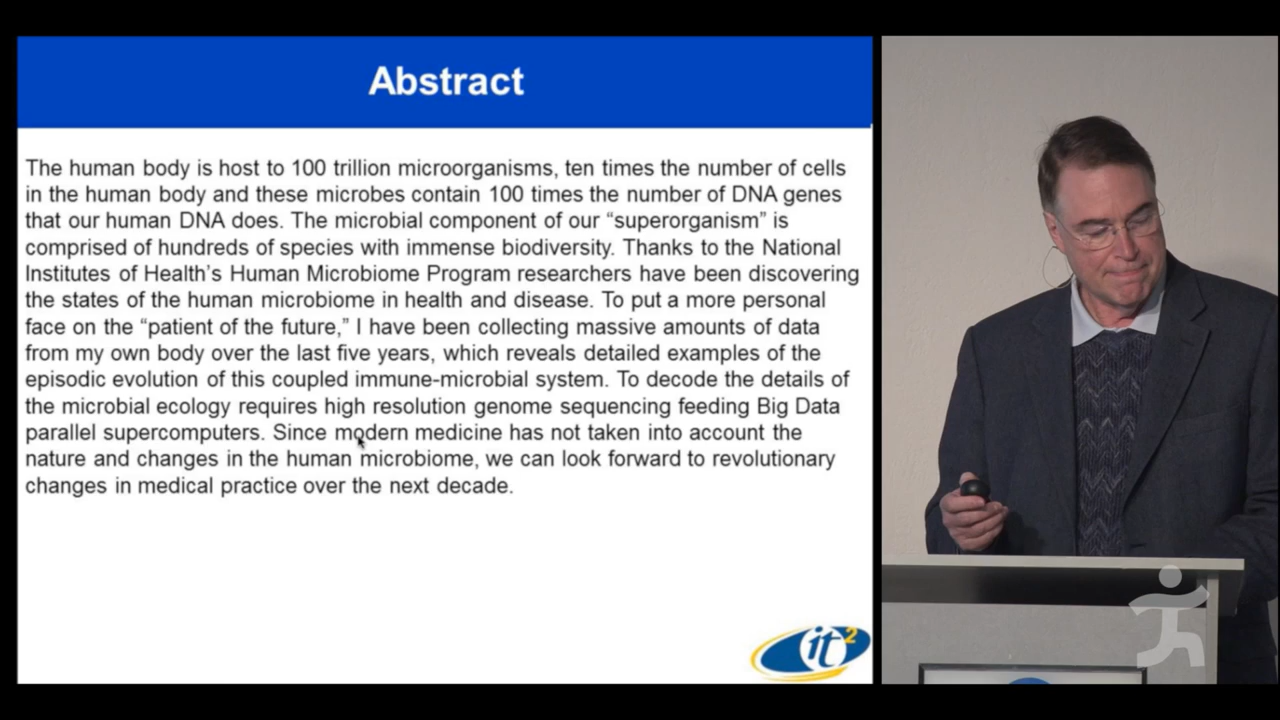 Abstract
The human body is host to 100 trillion microorganisms, ten times the number of cells
in the human body and these microbes contain 100 times the number of DNA genes
that our human DNA does. The microbial component of our “superorganism” is
comprised of hundreds of species with immense biodiversity. Thanks to the National
Institutes of Health’s Human Microbiome Program researchers have been discovering
the states of the human microbiome in health and disease. To put a more personal
face on the “patient of the future,” I have been collecting massive amounts of data
from my own body over the last five years, which reveals detailed examples of the
episodic evolution of this coupled immune-microbial system. To decode the details of
the microbial ecology requires high resolution genome sequencing feeding Big Data
parallel supercomputers. Since modern medicine has not taken into account the
nature and changes in the human microbiome, we can look forward to revolutionary
changes in medical practice over the next decade.
it2